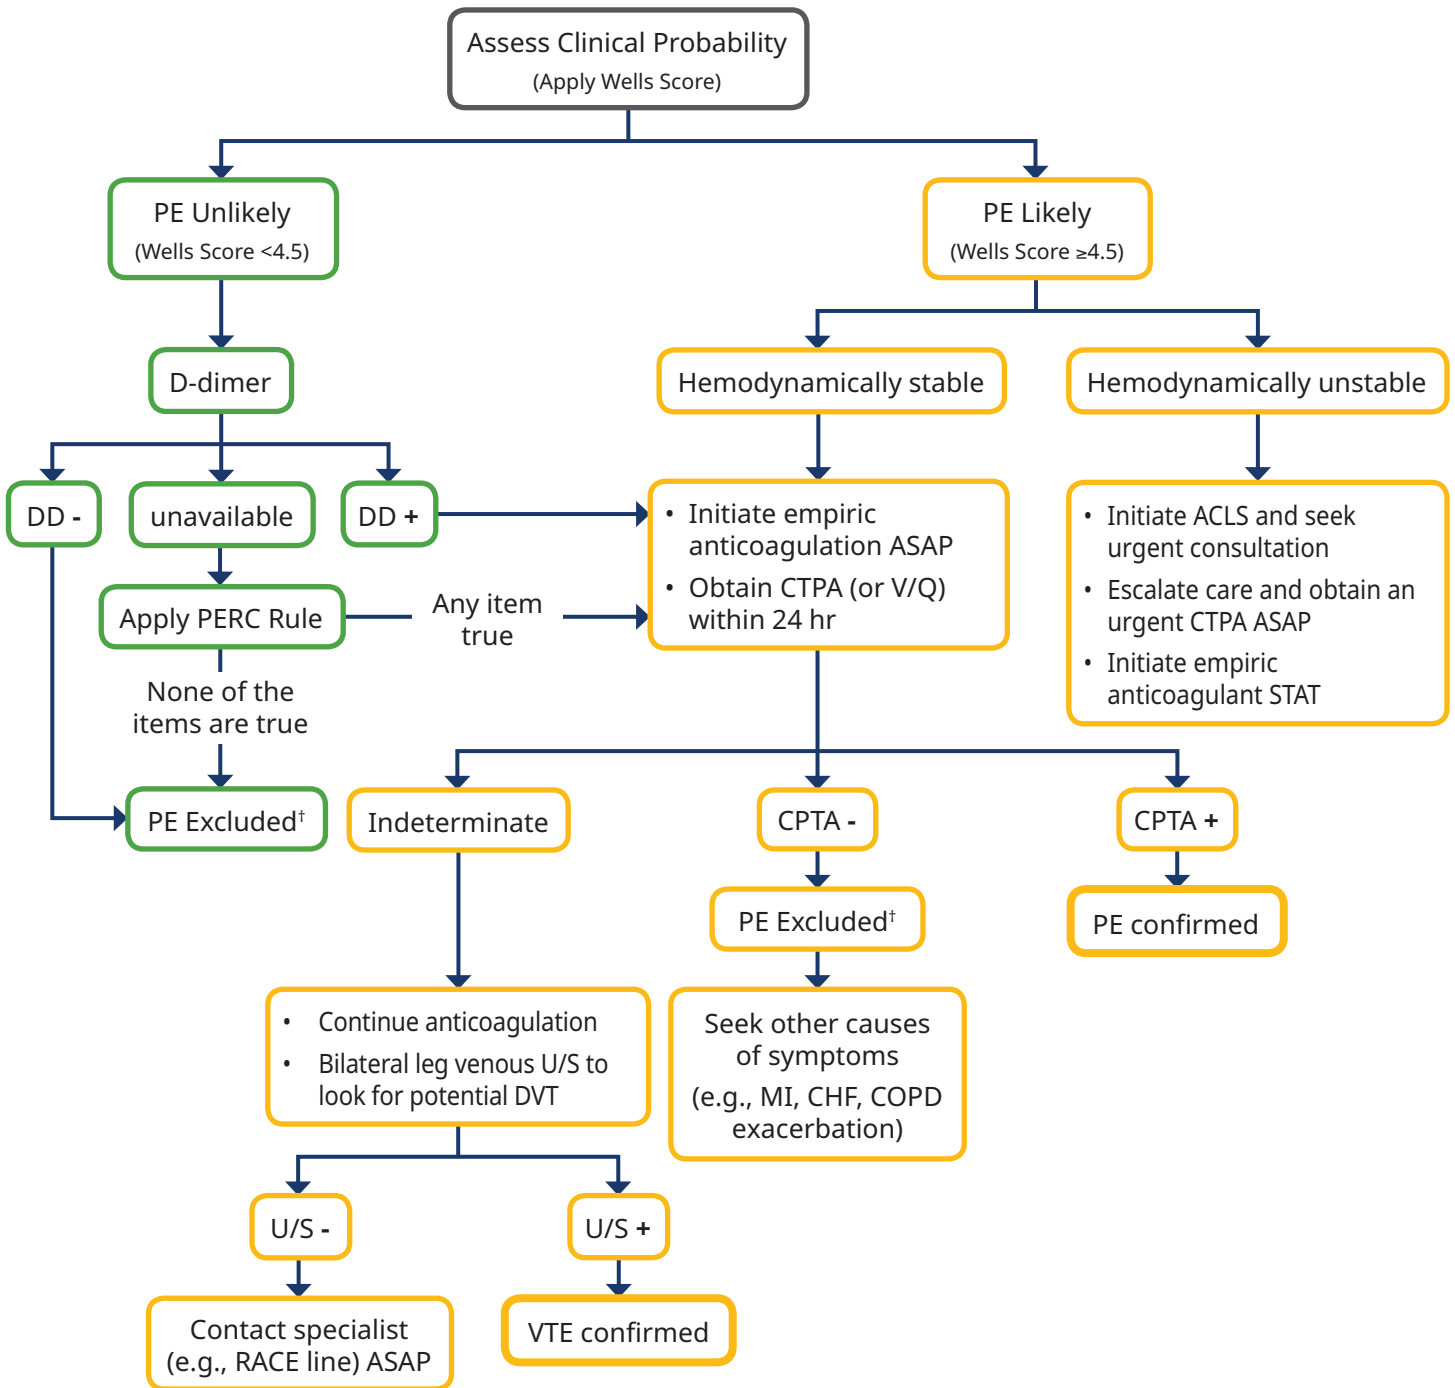 Assess Clinical Probability
(Apply Wells Score)
PE Unlikely
(Wells Score <4.5)
PE Likely
(Wells Score ≥4.5)
D-dimer
Hemodynamically stable
Hemodynamically unstable
DD -
unavailable
DD +
Apply PERC Rule
Any item
true
None of the
items are true
PE Excluded†
• Initiate empiric
anticoagulation ASAP
• Obtain CTPA (or V/Q)
within 24 hr
• Initiate ACLS and seek
urgent consultation
• Escalate care and obtain an
urgent CTPA ASAP
• Initiate empiric
anticoagulant STAT
Indeterminate
CPTA -
CPTA +
PE Excluded†
PE confirmed
• Continue anticoagulation
• Bilateral leg venous U/S to
look for potential DVT
Seek other causes
of symptoms
(e.g., MI, CHF, COPD
exacerbation)
U/S -
U/S +
Contact specialist
(e.g., RACE line) ASAP
VTE confirmed